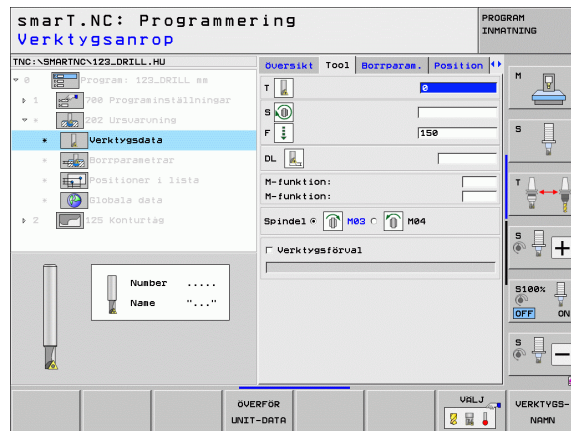 smarT.NC: Programmering
Verktygsanrop
PROGRAM
INMATNING
TNC:\SMARTNC\123_DRILL.HU
0 Program: 123_DRILL mm
1 700 Programinställningar
202 Ursvarvning
Verktygsdata
Borrparametrar
Positioner i lista
Globala data
2 125 Konturtåg
Översikt Tool Borrparam. Position
T 0
S
F 150
DL
M-funktion:
M-funktion:
Spindel M03 M04
Verktygsförval
Number .....
Name "..."
M
S
T
S
S100%
OFF ON
S
ÖVERFÖR
UNIT-DATA
VÄLJ
VERKTYGS-
NAMN